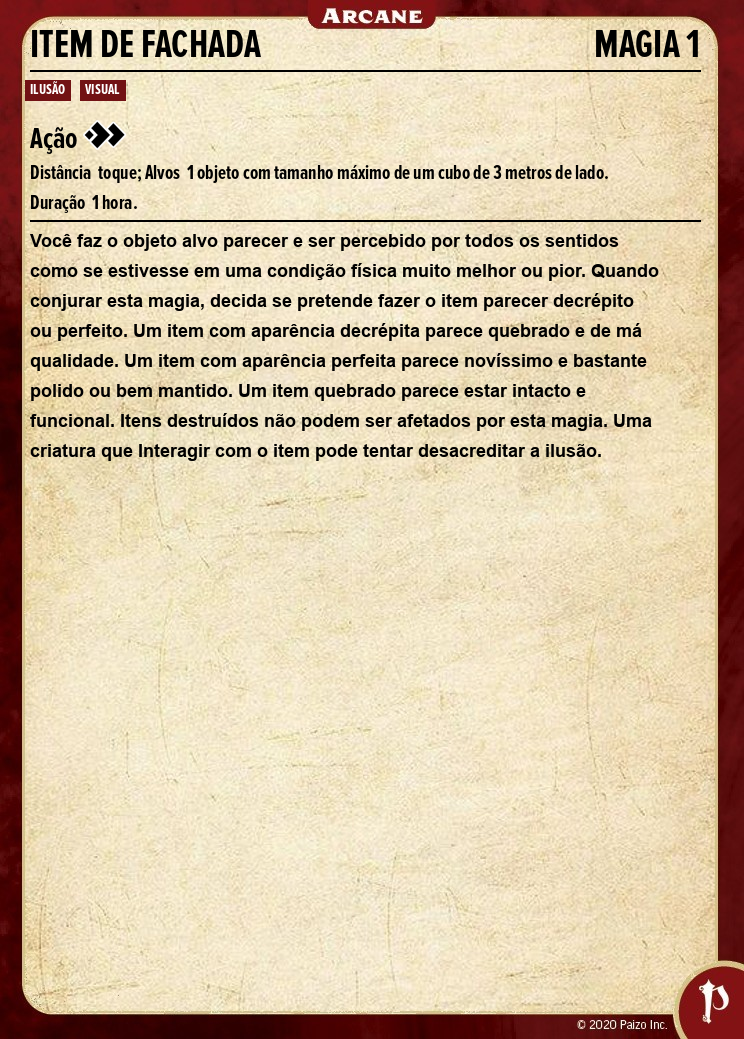 ARCANE
ITEM DE FACHADA MAGIA 1
ILUSÃO VISUAL
Ação
Distância toque; Alvos 1 objeto com tamanho máximo de um cubo de 3 metros de lado.
Duração 1 hora.
Você faz o objeto alvo parecer e ser percebido por todos os sentidos
como se estivesse em uma condição física muito melhor ou pior. Quando
conjurar esta magia, decida se pretende fazer o item parecer decrépito
ou perfeito. Um item com aparência decrépita parece quebrado e de má
qualidade. Um item com aparência perfeita parece novíssimo e bastante
polido ou bem mantido. Um item quebrado parece estar intacto e
funcional. Itens destruídos não podem ser afetados por esta magia. Uma
criatura que Interagir com o item pode tentar desacreditar a ilusão.
© 2020 Paizo Inc.
P